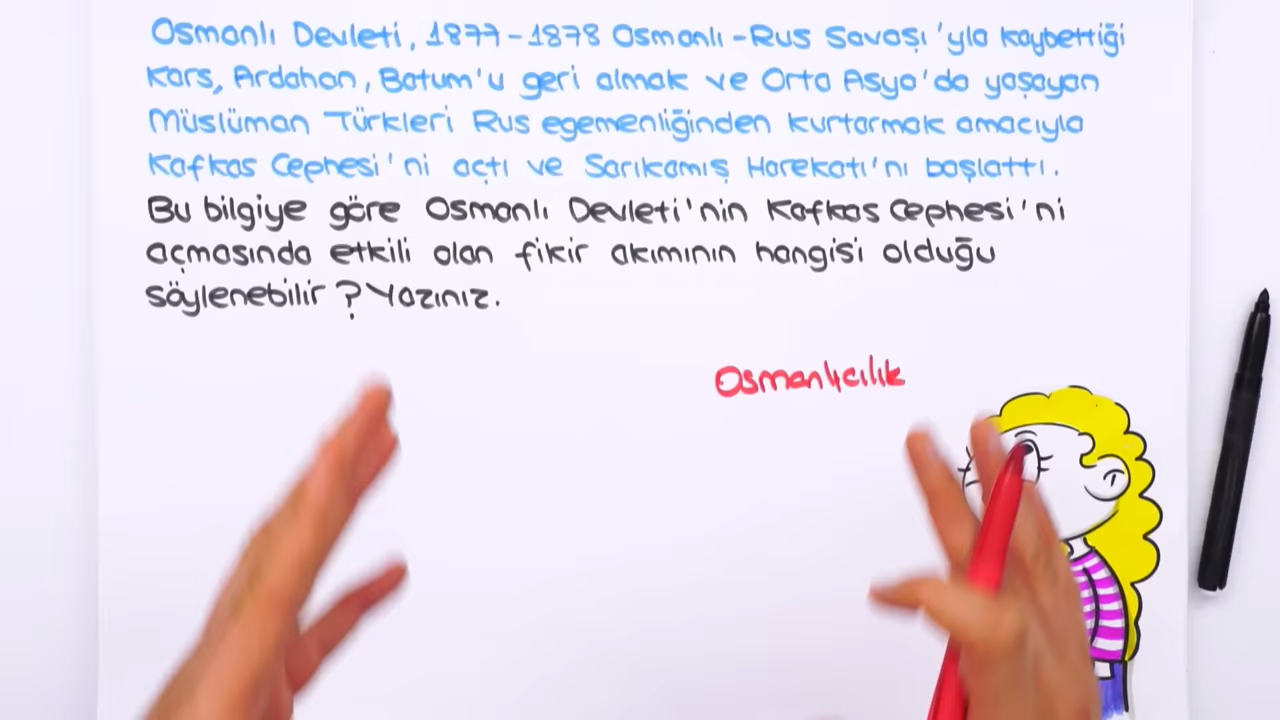 Osmanlı Devleti, 1877-1878 Osmanlı-Rus Savaşı'yla kaybettiği
Kars, Ardahan, Batum'u geri almak ve Orta Asya'da yaşayan
Müslüman Türkleri Rus egemenliğinden kurtarmak amacıyla
Kafkas Cephesi'ni açtı ve Sarıkamış Harekatı'nı başlattı.
Bu bilgiye göre Osmanlı Devleti'nin Kafkas Cephesi'ni
açmasında etkili olan fikir akımının hangisi olduğu
söylenebilir? Yazınız.
Osmanlıcılık